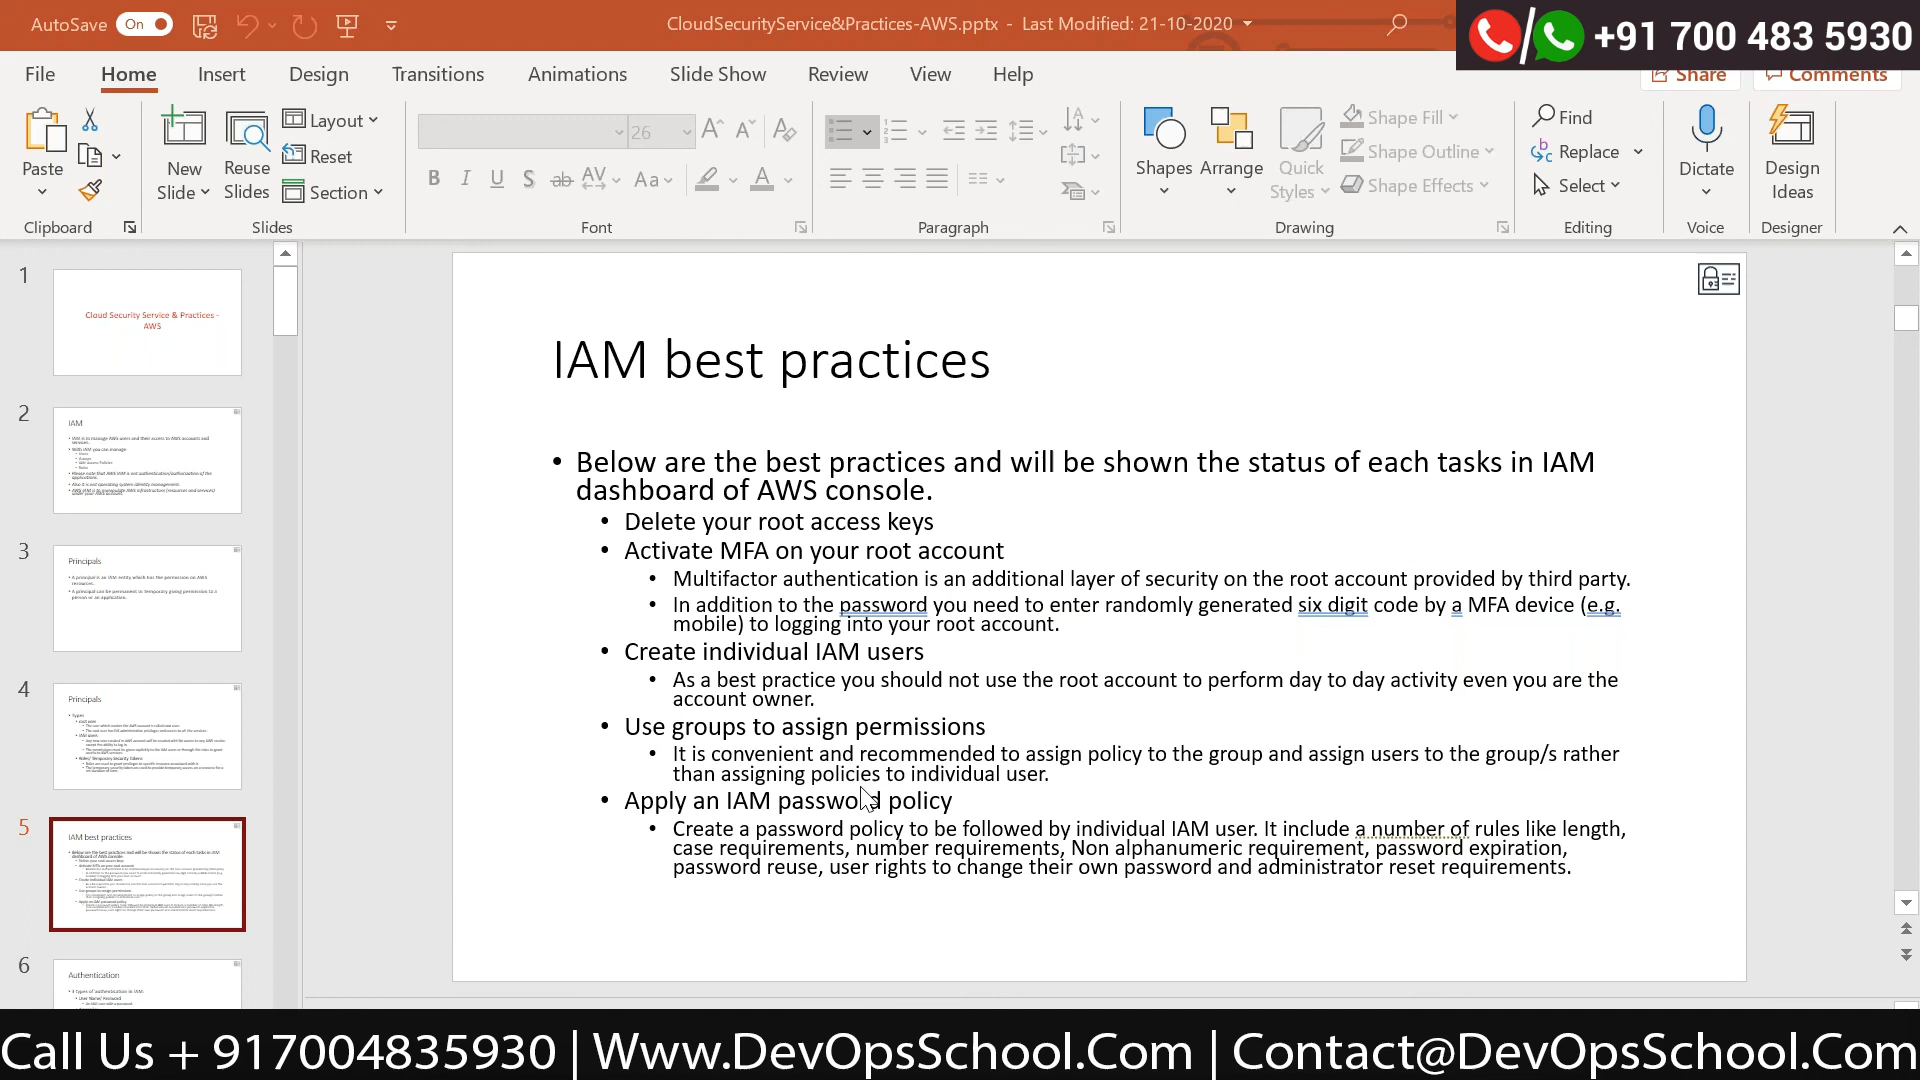 AutoSave On CloudSecurityService&Practices-AWS.pptx - Last Modified: 21-10-2020
+91 700 483 5930
File Home Insert Design Transitions Animations Slide Show Review View Help Share Comments
Paste
New Slide
Reuse Slides
Layout
Reset
Section
26
Shapes
Arrange
Quick Styles
Shape Fill
Shape Outline
Shape Effects
Find
Replace
Select
Dictate
Design Ideas
Clipboard Slides Font Paragraph Drawing Editing Voice Designer
1
Cloud Security Service & Practices -
AWS
2
IAM
3
Principals
4
Principals
5
IAM best practices
6
Authentication
IAM best practices
• Below are the best practices and will be shown the status of each tasks in IAM
dashboard of AWS console.
• Delete your root access keys
• Activate MFA on your root account
• Multifactor authentication is an additional layer of security on the root account provided by third party.
• In addition to the password you need to enter randomly generated six digit code by a MFA device (e.g.
mobile) to logging into your root account.
• Create individual IAM users
• As a best practice you should not use the root account to perform day to day activity even you are the
account owner.
• Use groups to assign permissions
• It is convenient and recommended to assign policy to the group and assign users to the group/s rather
than assigning policies to individual user.
• Apply an IAM password policy
• Create a password policy to be followed by individual IAM user. It include a number of rules like length,
case requirements, number requirements, Non alphanumeric requirement, password expiration,
password reuse, user rights to change their own password and administrator reset requirements.
Call Us + 917004835930 | Www.DevOpsSchool.Com | Contact@DevOpsSchool.Com